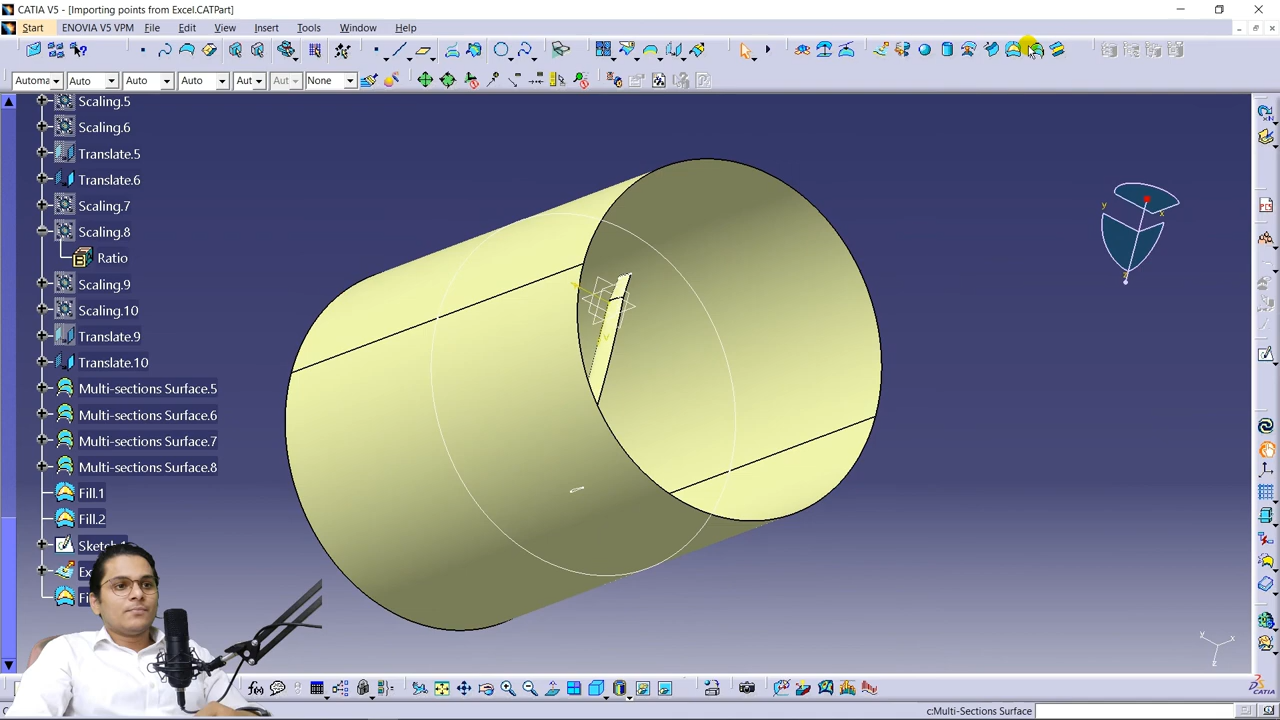 CATIA V5 - [Importing points from Excel.CATPart]
Start ENOVIA V5 VPM File Edit View Insert Tools Window Help
Automa Auto Auto Auto Aut Aut None
Scaling.5
Scaling.6
Translate.5
Translate.6
Scaling.7
Scaling.8
Ratio
Scaling.9
Scaling.10
Translate.9
Translate.10
Multi-sections Surface.5
Multi-sections Surface.6
Multi-sections Surface.7
Multi-sections Surface.8
Fill.1
Fill.2
y
x
z
y x
z
CATIA
c:Multi-Sections Surface